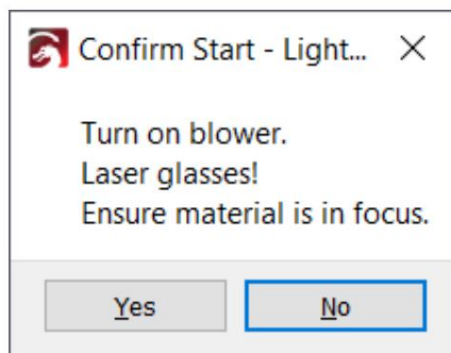 Confirm Start - Light...
Turn on blower.
Laser glasses!
Ensure material is in focus.
Yes
No